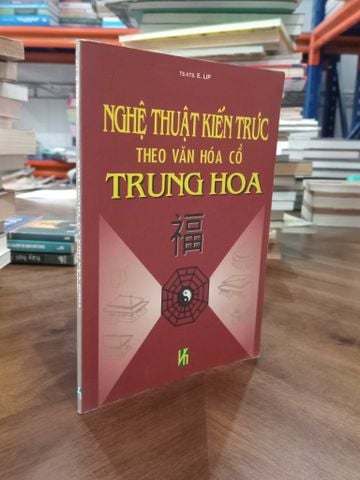 TS.KTS. E. LIP
NGHỆ THUẬT KIẾN TRÚC
THEO VĂN HÓA CỔ
TRUNG HOA
福